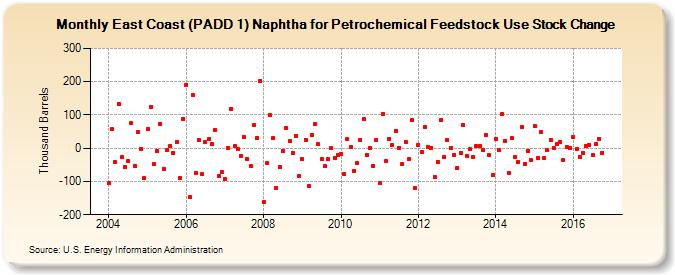 Monthly East Coast (PADD 1) Naphtha for Petrochemical Feedstock Use Stock Change
Thousand Barrels
300
200
100
0
-100
-200
2004 2006 2008 2010 2012 2014 2016
Source: U.S. Energy Information Administration